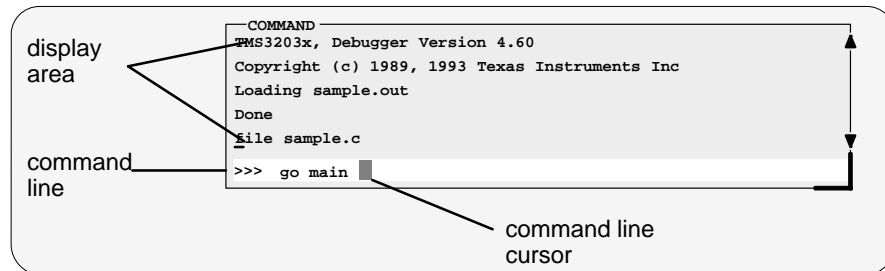 COMMAND
TMS3203x, Debugger Version 4.60
Copyright (c) 1989, 1993 Texas Instruments Inc
Loading sample.out
Done
file sample.c
>>> go main
display
area
command
line
command line
cursor